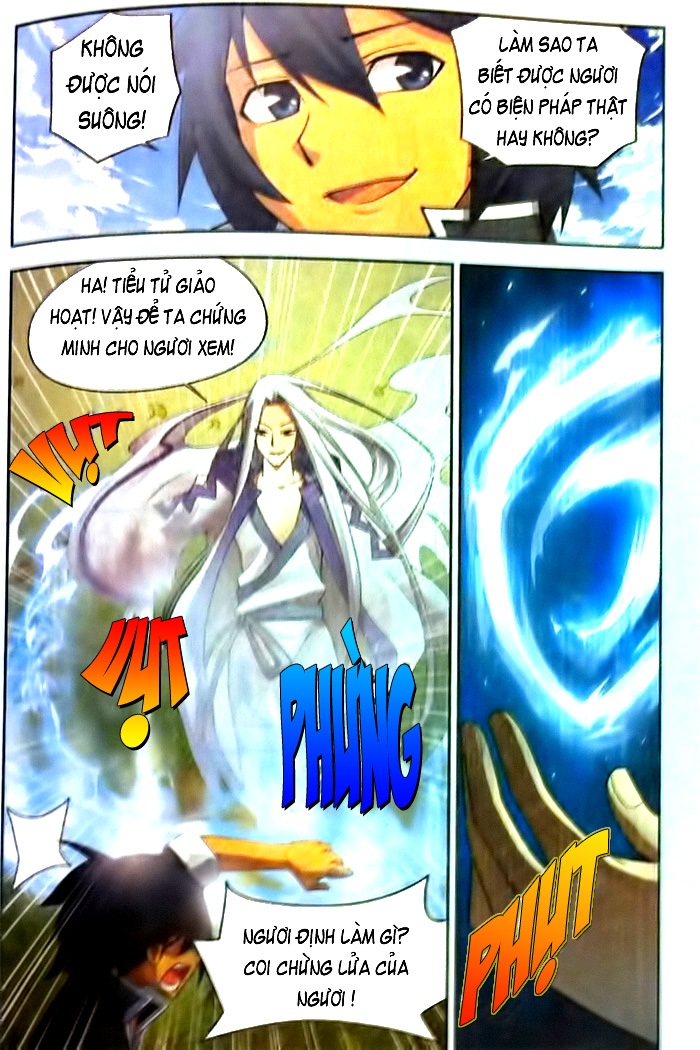 KHÔNG
ĐƯỢC NÓI
SUÔNG!
LÀM SAO TA
BIẾT ĐƯỢC NGƯƠI
CÓ BIỆN PHÁP THẬT
HAY KHÔNG?
HA! TIỂU TỬ GIẢO
HOẠT! VẬY ĐỂ TA CHỨNG
MINH CHO NGƯƠI XEM!
VỤT
VỤT
PHỪNG
PHỤT
NGƯƠI ĐỊNH LÀM GÌ?
COI CHỪNG LỬA CỦA
NGƯƠI !